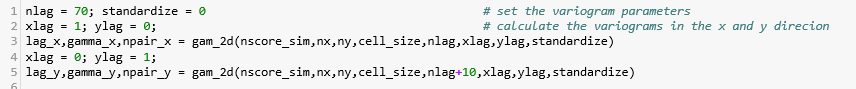 1 nlag = 70; standardize = 0 # set the variogram parameters
2 xlag = 1; ylag = 0; # calculate the variograms in the x and y direcion
3 lag_x,gamma_x,npair_x = gam_2d(nscore_sim,nx,ny,cell_size,nlag,xlag,ylag,standardize)
4 xlag = 0; ylag = 1;
5 lag_y,gamma_y,npair_y = gam_2d(nscore_sim,nx,ny,cell_size,nlag+10,xlag,ylag,standardize)
6